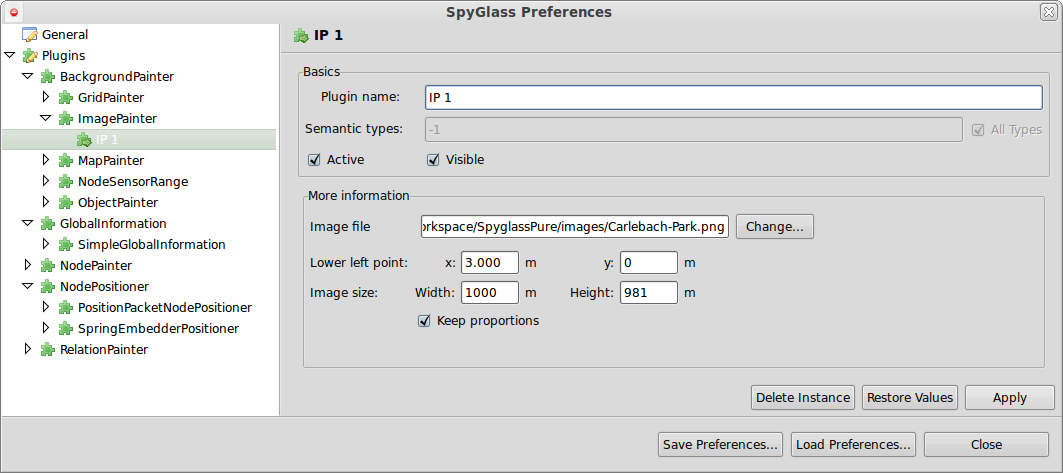 SpyGlass Preferences
General
Plugins
BackgroundPainter
GridPainter
ImagePainter
IP 1
MapPainter
NodeSensorRange
ObjectPainter
GlobalInformation
SimpleGlobalInformation
NodePainter
NodePositioner
PositionPacketNodePositioner
SpringEmbedderPositioner
RelationPainter
IP 1
Basics
Plugin name: IP 1
Semantic types: -1 All Types
Active Visible
More information
Image file orkspace/SpyglassPure/images/Carlebach-Park.png Change...
Lower left point: x: 3.000 m y: 0 m
Image size: Width: 1000 m Height: 981 m
Keep proportions
Delete Instance Restore Values Apply
Save Preferences... Load Preferences... Close